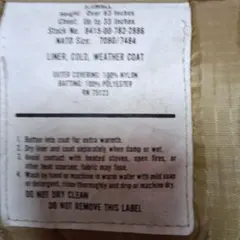 Height: Over 63 Inches
Chest: Up to 33 Inches
Stock No. 8415-00-782-2886
NATO Size: 7080/7484
LINER, COLD, WEATHER COAT
OUTER COVERING: 100% NYLON
BATTING: 100% POLYESTER
RN 75123
1. Button into coat for extra warmth.
2. Dry liner and coat separately when damp or wet.
3. Avoid contact with heated stoves, open fires, or
other heat sources; fabric may fuse.
4. Wash by hand or machine in warm water with mild soap
or detergent, rinse thoroughly and drip or machine dry.
DO NOT DRY CLEAN
DO NOT REMOVE THIS LABEL